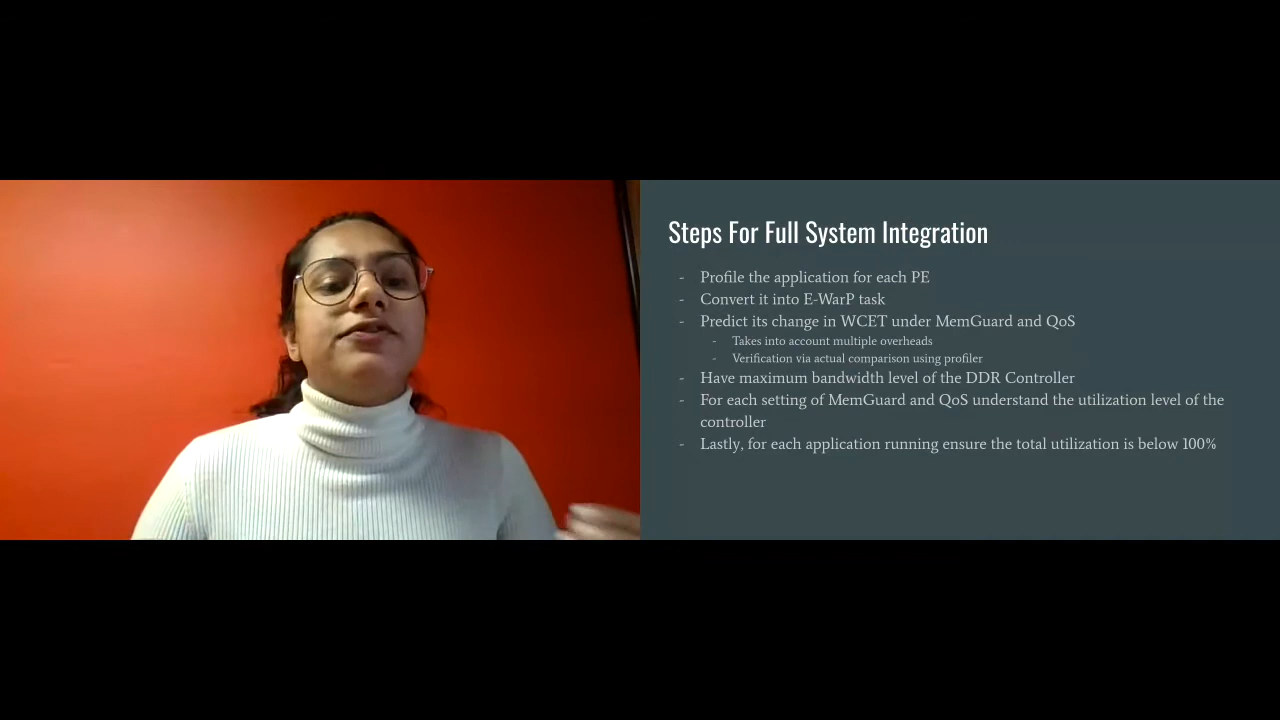 Steps For Full System Integration
- Profile the application for each PE
- Convert it into E-WarP task
- Predict its change in WCET under MemGuard and QoS
- Takes into account multiple overheads
- Verification via actual comparison using profiler
- Have maximum bandwidth level of the DDR Controller
- For each setting of MemGuard and QoS understand the utilization level of the
controller
- Lastly, for each application running ensure the total utilization is below 100%